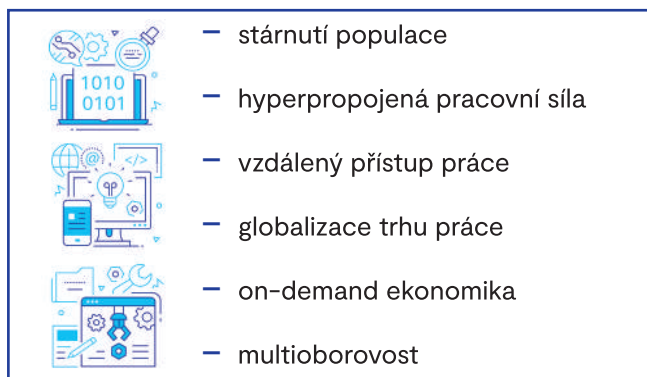 1010
0101
@
</>
– stárnutí populace
– hyperpropojená pracovní síla
– vzdálený přístup práce
– globalizace trhu práce
– on-demand ekonomika
– multioborovost